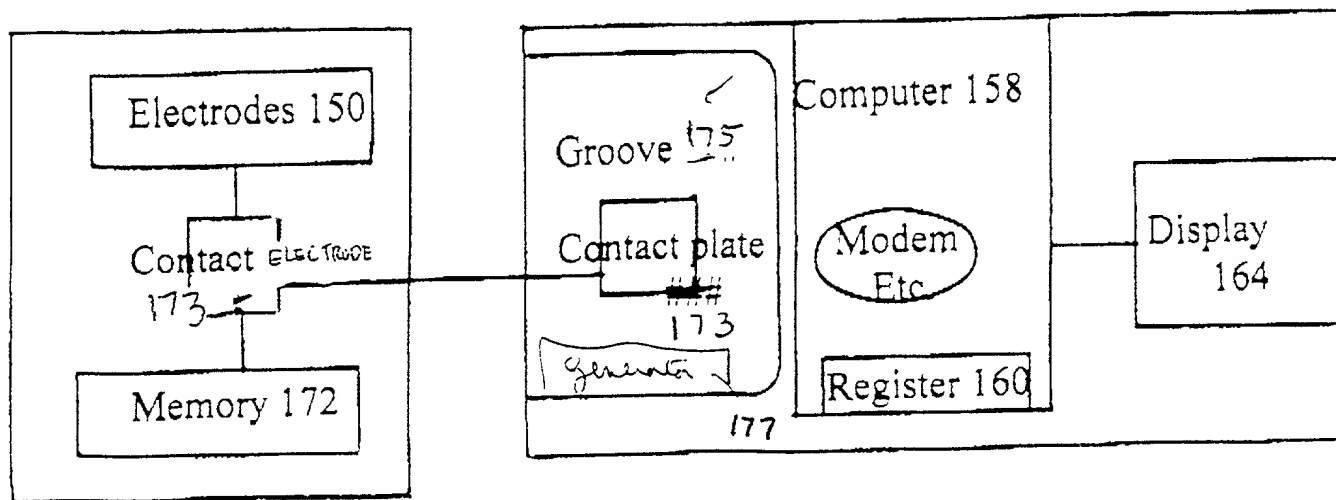 Electrodes 150
Contact ELECTRODE
173
Memory 172
Groove 175
Contact plate
173
generator
177
Computer 158
Modem
Etc
Register 160
Display
164